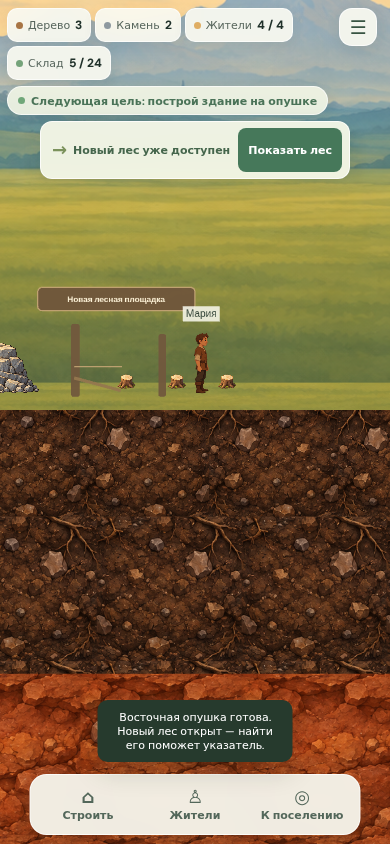 Дерево 3
Камень 2
Жители 4 / 4
Склад 5 / 24
Следующая цель: построй здание на опушке
→ Новый лес уже доступен
Показать лес
Новая лесная площадка
Мария
Восточная опушка готова.
Новый лес открыт — найти
его поможет указатель.
Строить
Жители
К поселению